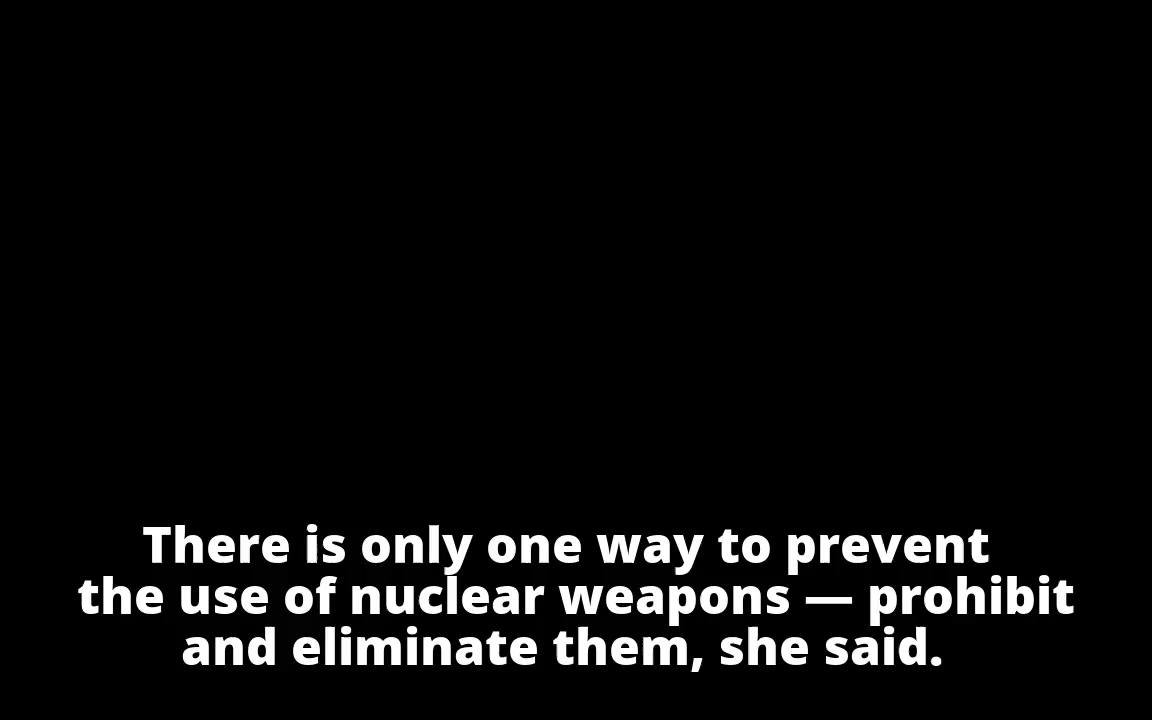 There is only one way to prevent
the use of nuclear weapons — prohibit
and eliminate them, she said.